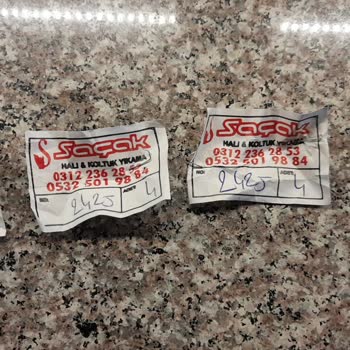 Saçak
HALI & KOLTUK YIKAMA
0312 236 28
0532 501 98 84
2425
4
Saçak
HALI & KOLTUK YIKAMA
0312 236 28 53
0532 501 98 84
2425
4